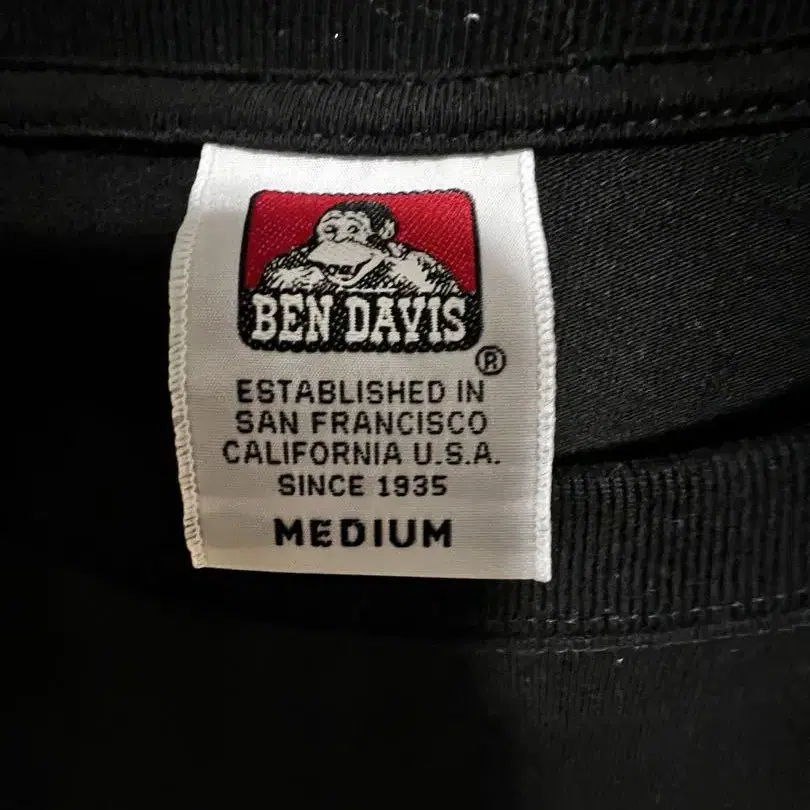 BEN DAVIS
®
ESTABLISHED IN
SAN FRANCISCO
CALIFORNIA U.S.A.
SINCE 1935
MEDIUM